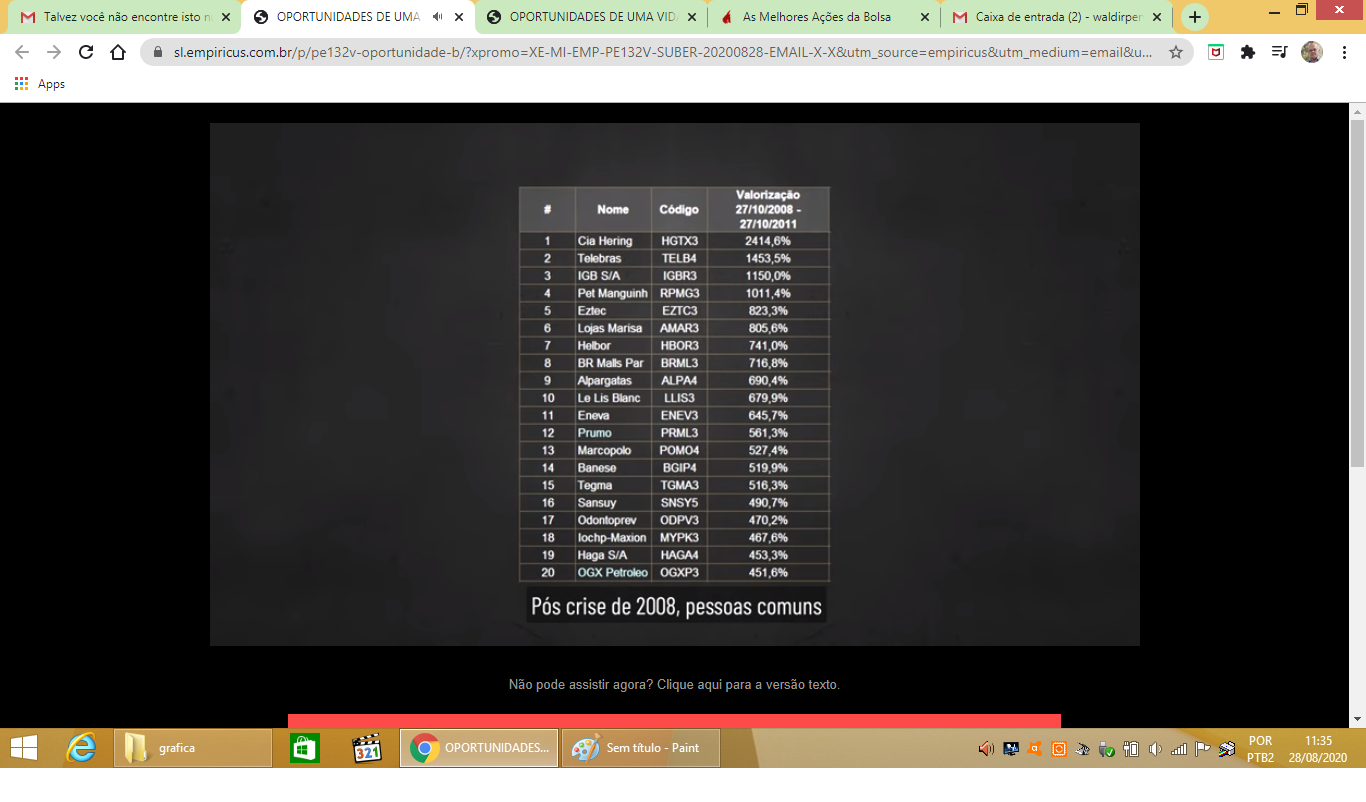 Talvez você não encontre isto n
OPORTUNIDADES DE UMA
OPORTUNIDADES DE UMA VID
As Melhores Ações da Bolsa
Caixa de entrada (2) - waldirper
sl.empiricus.com.br/p/pe132v-oportunidade-b/?xpromo=XE-MI-EMP-PE132V-SUBER-20200828-EMAIL-X-X&utm_source=empiricus&utm_medium=email&u...
Apps
# Nome Código Valorização 27/10/2008 - 27/10/2011
1 Cia Hering HGTX3 2414,6%
2 Telebras TELB4 1453,5%
3 IGB S/A IGBR3 1150,0%
4 Pet Manguinh RPMG3 1011,4%
5 Eztec EZTC3 823,3%
6 Lojas Marisa AMAR3 805,6%
7 Helbor HBOR3 741,0%
8 BR Malls Par BRML3 716,8%
9 Alpargatas ALPA4 690,4%
10 Le Lis Blanc LLIS3 679,9%
11 Eneva ENEV3 645,7%
12 Prumo PRML3 561,3%
13 Marcopolo POMO4 527,4%
14 Banese BGIP4 519,9%
15 Tegma TGMA3 516,3%
16 Sansuy SNSY5 490,7%
17 Odontoprev ODPV3 470,2%
18 Iochp-Maxion MYPK3 467,6%
19 Haga S/A HAGA4 453,3%
20 OGX Petroleo OGXP3 451,6%
Pós crise de 2008, pessoas comuns
Não pode assistir agora? Clique aqui para a versão texto.
grafica
321
OPORTUNIDADES...
Sem título - Paint
POR
PTB2
11:35
28/08/2020